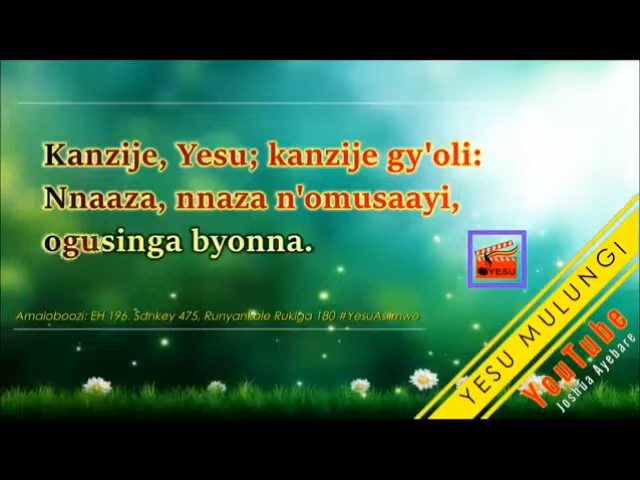 Kanzije, Yesu; kanzije gy'oli:
Nnaaza, nnaza n'omusaayi,
ogusinga byonna.
YESU
Amaloboozi: EH 196. Sankey 475, Runyankole Rukiga 180 #YesuAsiimwe
YESU MULUNGI
YouTube
Joshua Ayebare